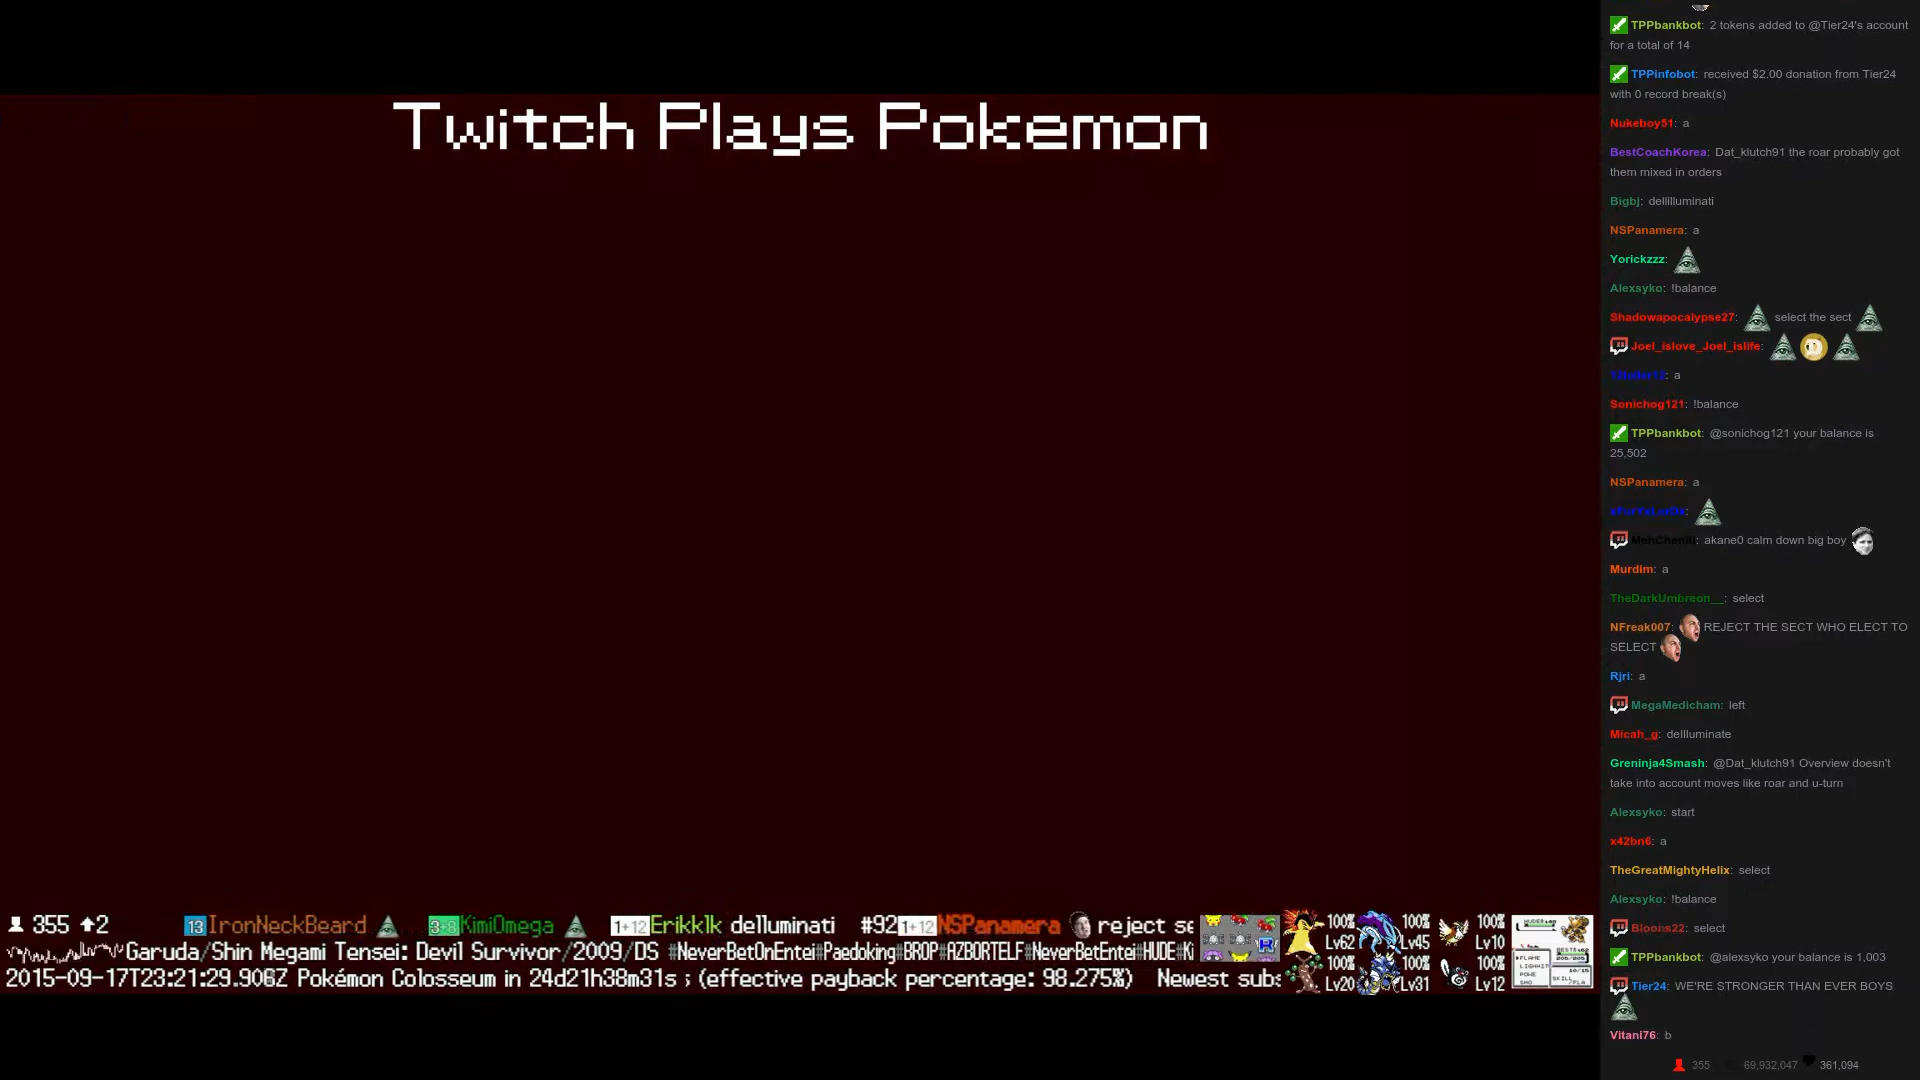 Twitch Plays Pokemon
355 2
13 IronNeckBeard
3+8 KimiOmega
1+12 Erikklk delluminati
#92 1+12 NSPanamera reject se
Garuda/Shin Megami Tensei: Devil Survivor/2009/DS #NeverBetOnEntei#Paedoking#BROP#AZBORTELF#NeverBetEntei#HUDE#K
2015-09-17T23:21:29.906Z Pokémon Colosseum in 24d21h38m31s ; (effective payback percentage: 98.275%) Newest subs
100% 100% 100%
Lv62 Lv45 Lv10
100% 100% 100%
Lv20 Lv31 Lv12
TPPbankbot: 2 tokens added to @Tier24's account
for a total of 14
TPPinfobot: received $2.00 donation from Tier24
with 0 record break(s)
Nukeboy51: a
BestCoachKorea: Dat_klutch91 the roar probably got
them mixed in orders
Bigbj: dellilluminati
NSPanamera: a
Yorickzzz:
Alexsyko: !balance
Shadowapocalypse27: select the sect
Joel_islove_Joel_islife:
: a
Sonichog121: !balance
TPPbankbot: @sonichog121 your balance is
25,502
NSPanamera: a
MehChenili: akane0 calm down big boy
Murdim: a
TheDarkUmbreon__: select
NFreak007: REJECT THE SECT WHO ELECT TO
SELECT
Rjri: a
MegaMedicham: left
Micah_g: dellluminate
Greninja4Smash: @Dat_klutch91 Overview doesn't
take into account moves like roar and u-turn
Alexsyko: start
x42bn6: a
TheGreatMightyHelix: select
Alexsyko: !balance
Bloons22: select
TPPbankbot: @alexsyko your balance is 1,003
Tier24: WE'RE STRONGER THAN EVER BOYS
Vitani76: b
355 69,932,047 361,094